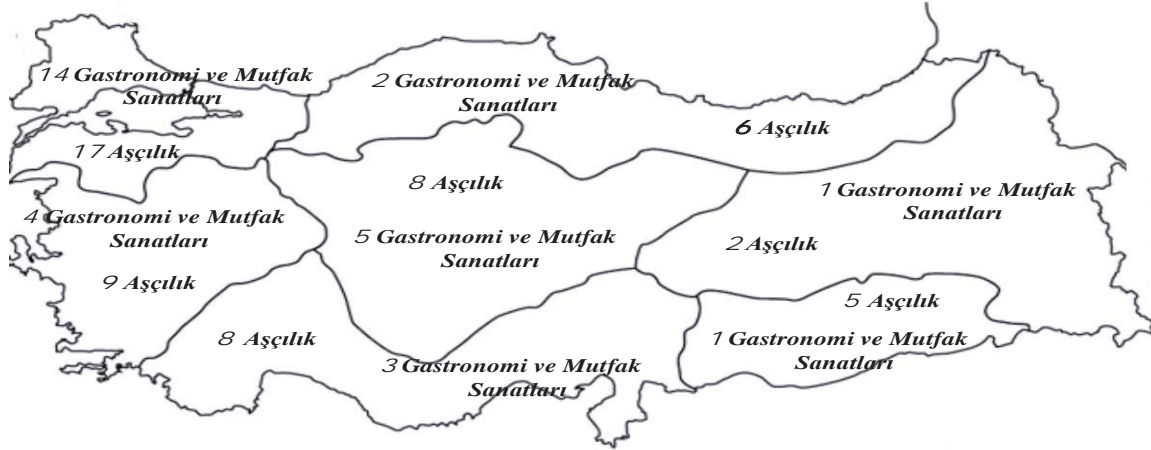 14 Gastronomi ve Mutfak
Sanatları
2 Gastronomi ve Mutfak
Sanatları
6 Aşçılık
17 Aşçılık
8 Aşçılık
1 Gastronomi ve Mutfak
Sanatları
4 Gastronomi ve Mutfak
Sanatları
5 Gastronomi ve Mutfak
Sanatları
2 Aşçılık
9 Aşçılık
5 Aşçılık
8 Aşçılık
1 Gastronomi ve Mutfak
Sanatları
3 Gastronomi ve Mutfak
Sanatları